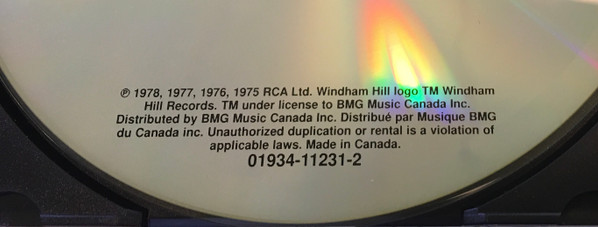 ℗ 1978, 1977, 1976, 1975 RCA Ltd. Windham Hill logo TM Windham
Hill Records. TM under license to BMG Music Canada Inc.
Distributed by BMG Music Canada Inc. Distribué par Musique BMG
du Canada inc. Unauthorized duplication or rental is a violation of
applicable laws. Made in Canada.
01934-11231-2